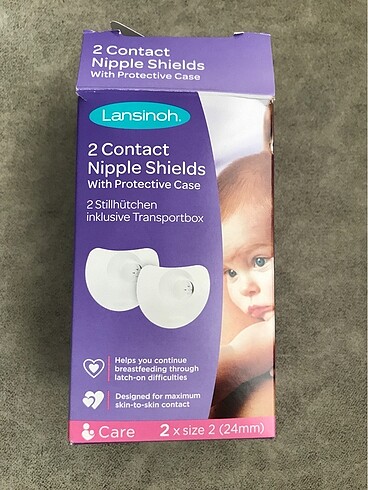 2 Contact
Nipple Shields
With Protective Case
Lansinoh®
2 Contact
Nipple Shields
With Protective Case
2 Stillhütchen
inklusive Transportbox
Helps you continue
breastfeeding through
latch-on difficulties
Designed for maximum
skin-to-skin contact
Care
2 x size 2 (24mm)